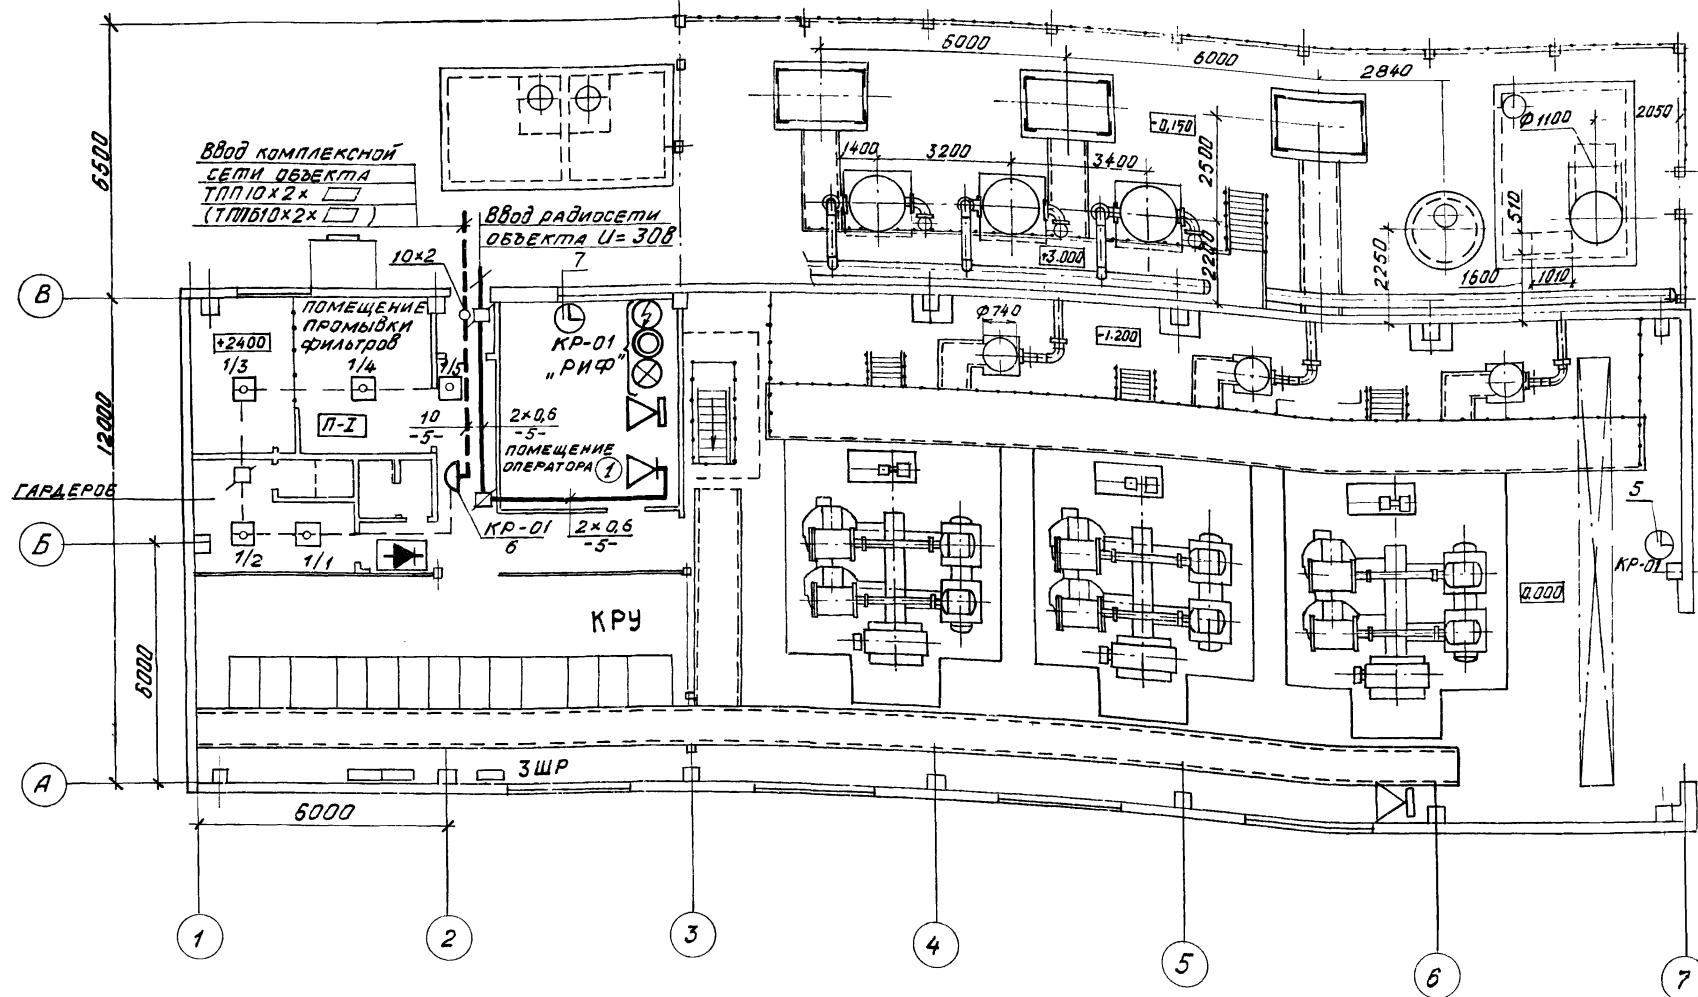 6000
6000
2840
6500
2050
Ф1100
-0,150
1400
3200
3400
2500
Ввод комплексной
сети объекта
ТПП10×2×
(ТППБ10×2× )
Ввод радиосети
объекта U=30В
510
10×2
7
+3.000
2200
2250
1600
1010
В
помещение
промывки
фильтров
+2400
КР-01
„РИФ“
Ф740
-1.200
1/3
1/4
1/5
12000
П-I
10
-5-
2×0,6
-5-
помещение
оператора 1
гардероб
5
КР-01
6
2×0,6
-5-
Б
1/2
1/1
КР-01
0.000
КРУ
6000
3ШР
А
6000
1
2
3
4
5
6
7